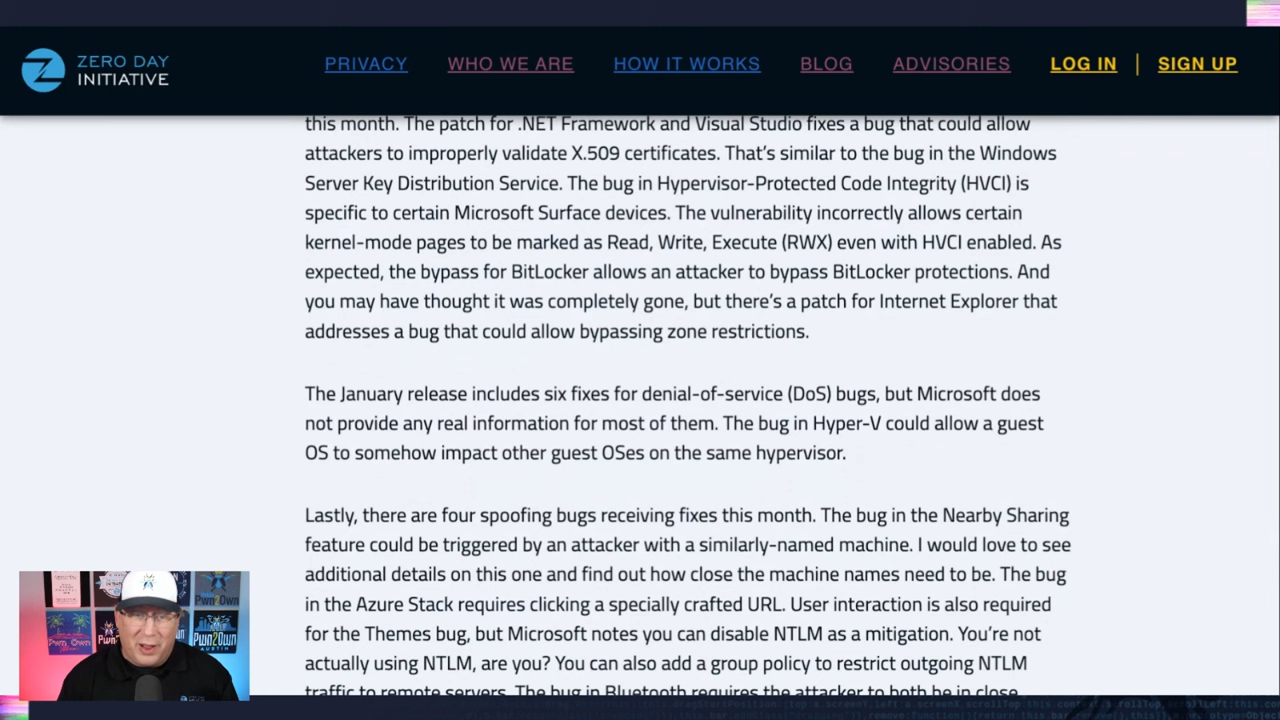 ZERO DAY
INITIATIVE
PRIVACY WHO WE ARE HOW IT WORKS BLOG ADVISORIES LOG IN | SIGN UP
this month. The patch for .NET Framework and Visual Studio fixes a bug that could allow
attackers to improperly validate X.509 certificates. That's similar to the bug in the Windows
Server Key Distribution Service. The bug in Hypervisor-Protected Code Integrity (HVCI) is
specific to certain Microsoft Surface devices. The vulnerability incorrectly allows certain
kernel-mode pages to be marked as Read, Write, Execute (RWX) even with HVCI enabled. As
expected, the bypass for BitLocker allows an attacker to bypass BitLocker protections. And
you may have thought it was completely gone, but there's a patch for Internet Explorer that
addresses a bug that could allow bypassing zone restrictions.
The January release includes six fixes for denial-of-service (DoS) bugs, but Microsoft does
not provide any real information for most of them. The bug in Hyper-V could allow a guest
OS to somehow impact other guest OSes on the same hypervisor.
Lastly, there are four spoofing bugs receiving fixes this month. The bug in the Nearby Sharing
feature could be triggered by an attacker with a similarly-named machine. I would love to see
additional details on this one and find out how close the machine names need to be. The bug
in the Azure Stack requires clicking a specially crafted URL. User interaction is also required
for the Themes bug, but Microsoft notes you can disable NTLM as a mitigation. You're not
actually using NTLM, are you? You can also add a group policy to restrict outgoing NTLM
traffic to remote servers. The bug in Bluetooth requires the attacker to both be in close
Pwn2Own
AUSTIN